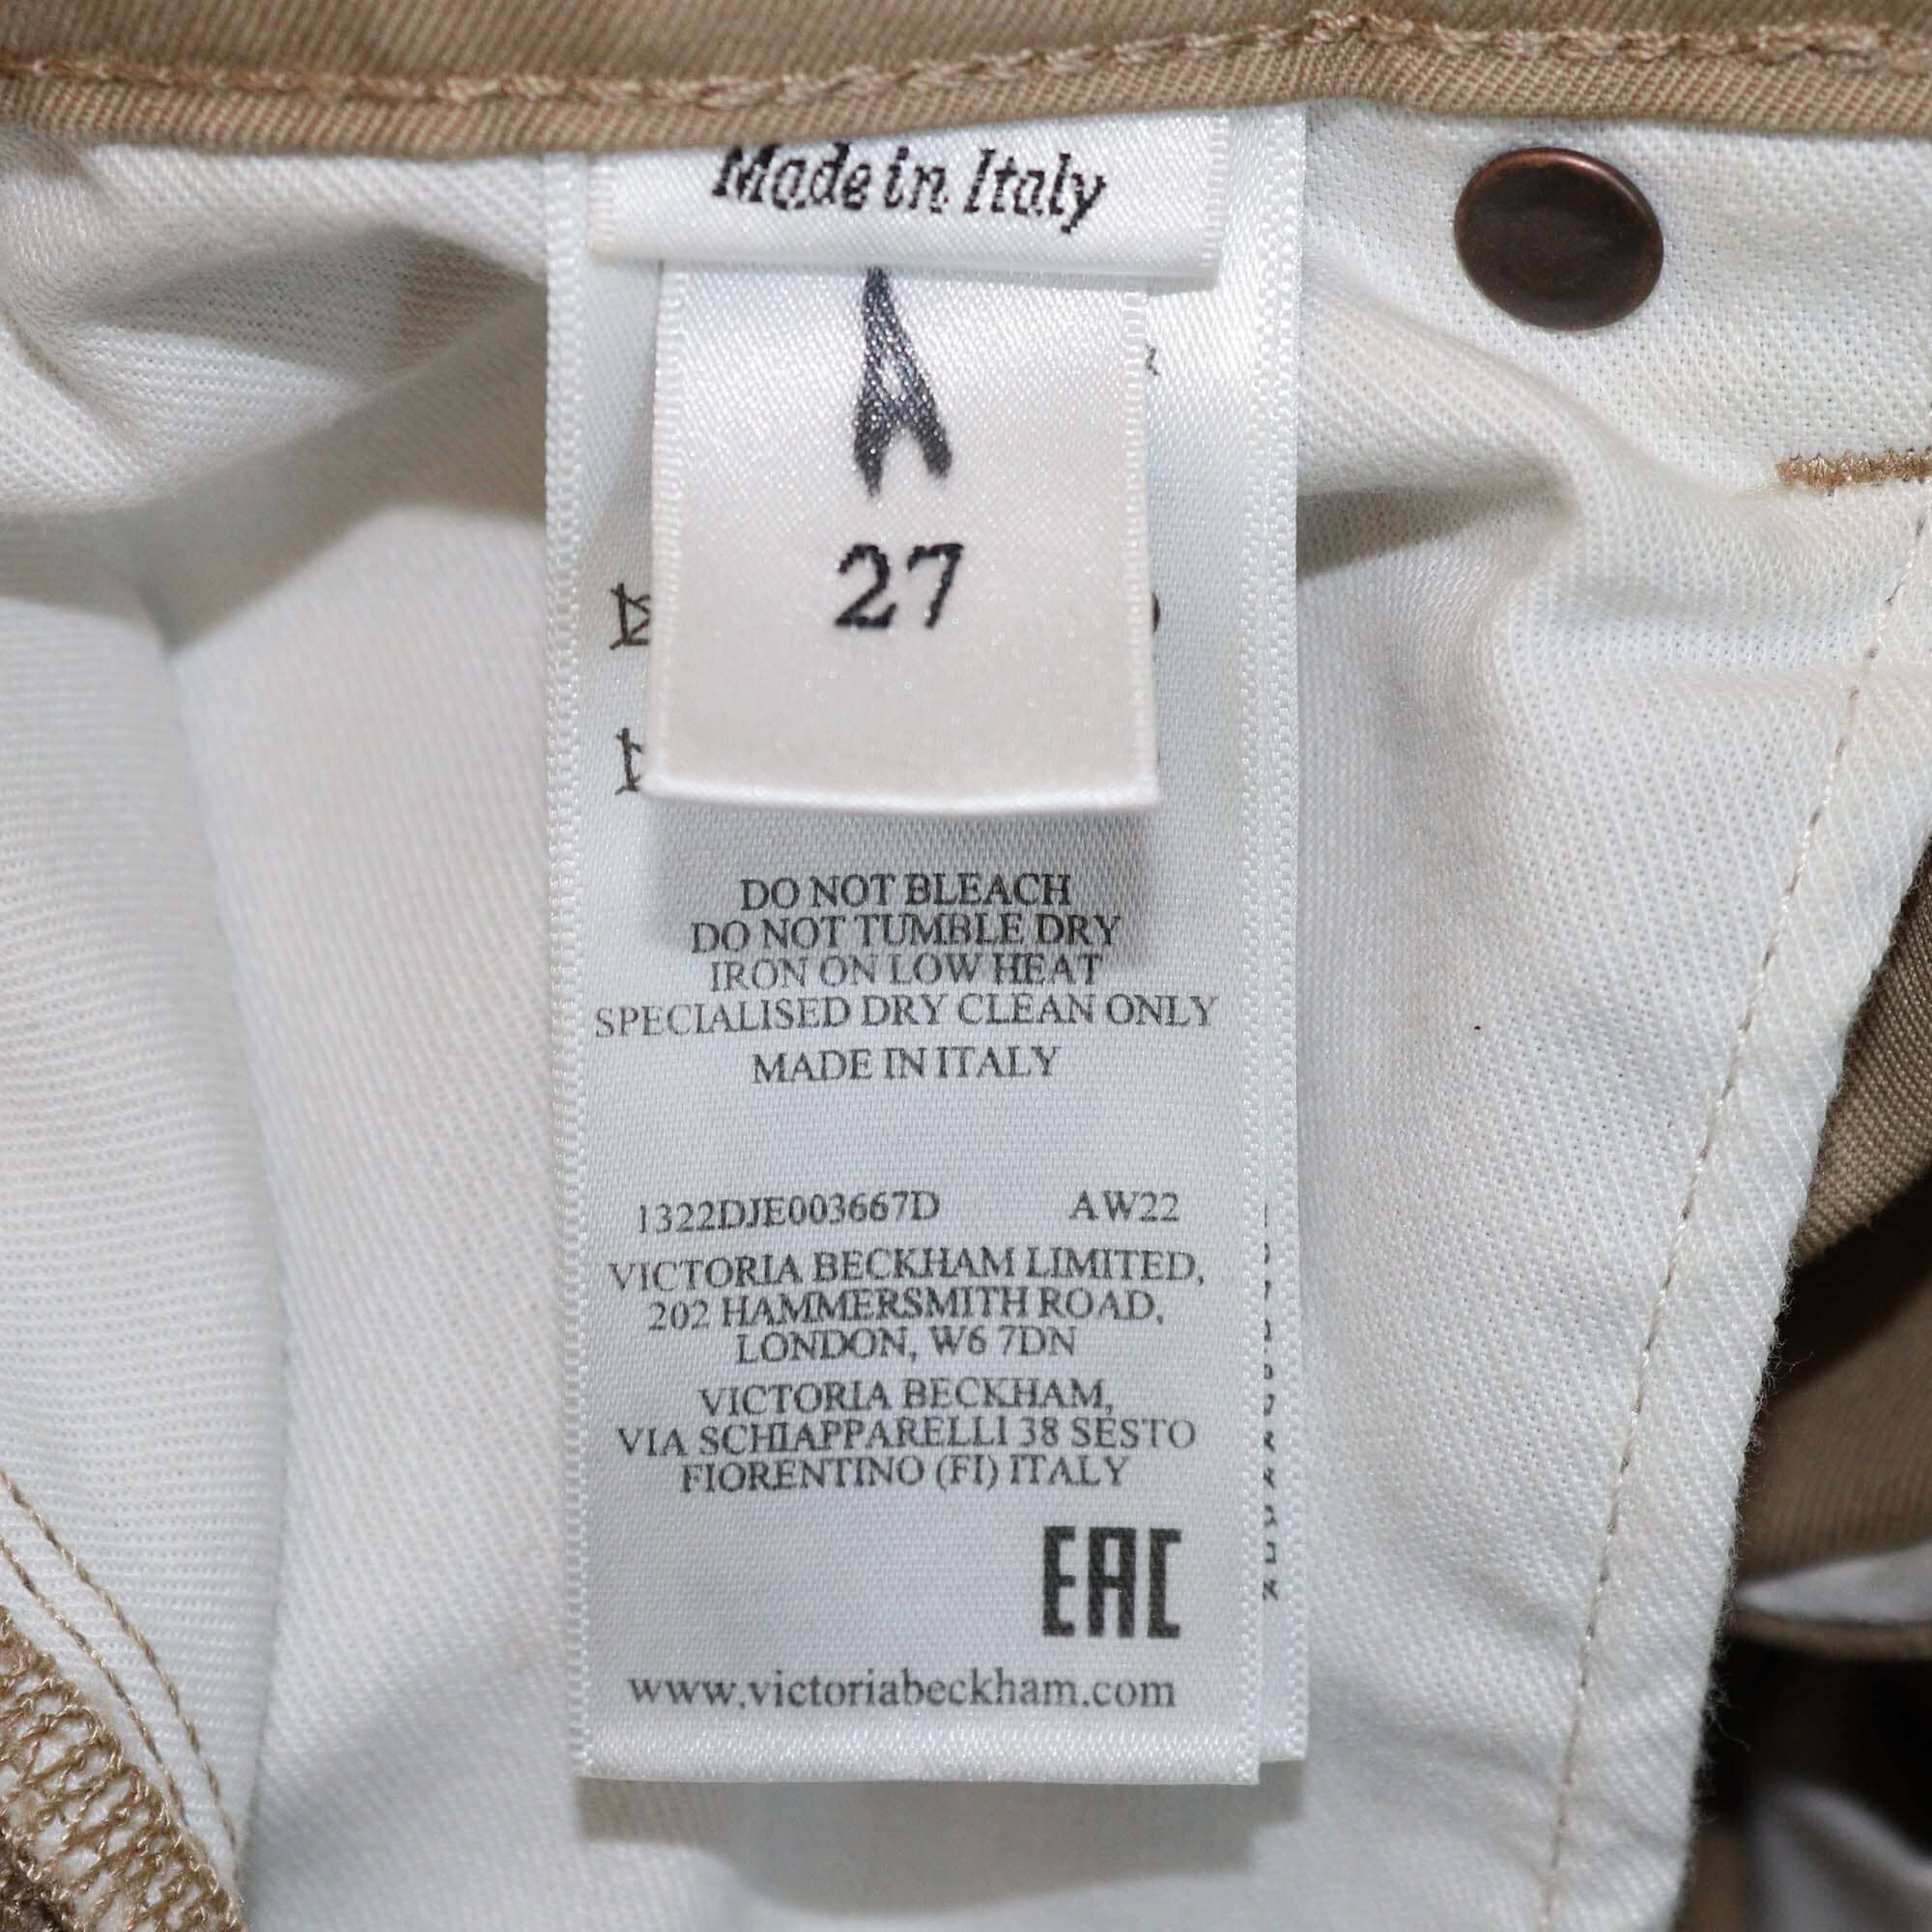 Made in Italy
27
DO NOT BLEACH
DO NOT TUMBLE DRY
IRON ON LOW HEAT
SPECIALISED DRY CLEAN ONLY
MADE IN ITALY
1322DJE003667D AW22
VICTORIA BECKHAM LIMITED,
202 HAMMERSMITH ROAD,
LONDON, W6 7DN
VICTORIA BECKHAM,
VIA SCHIAPPARELLI 38 SESTO
FIORENTINO (FI) ITALY
EAC
www.victoriabeckham.com